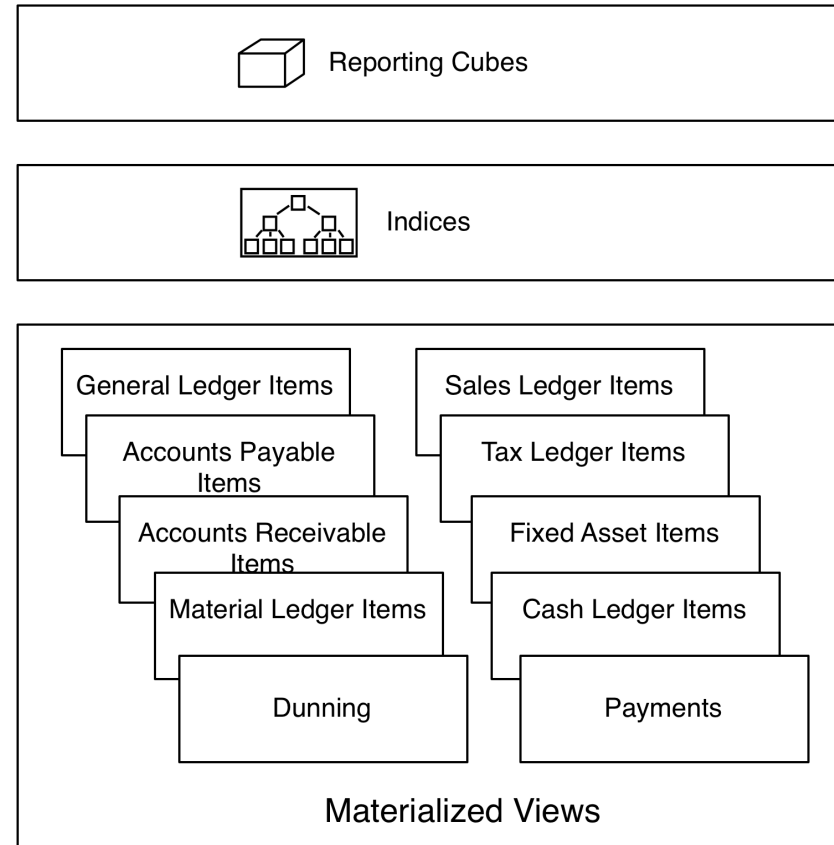 Reporting Cubes
Indices
General Ledger Items
Accounts Payable
Items
Accounts Receivable
Items
Material Ledger Items
Dunning
Sales Ledger Items
Tax Ledger Items
Fixed Asset Items
Cash Ledger Items
Payments
Materialized Views